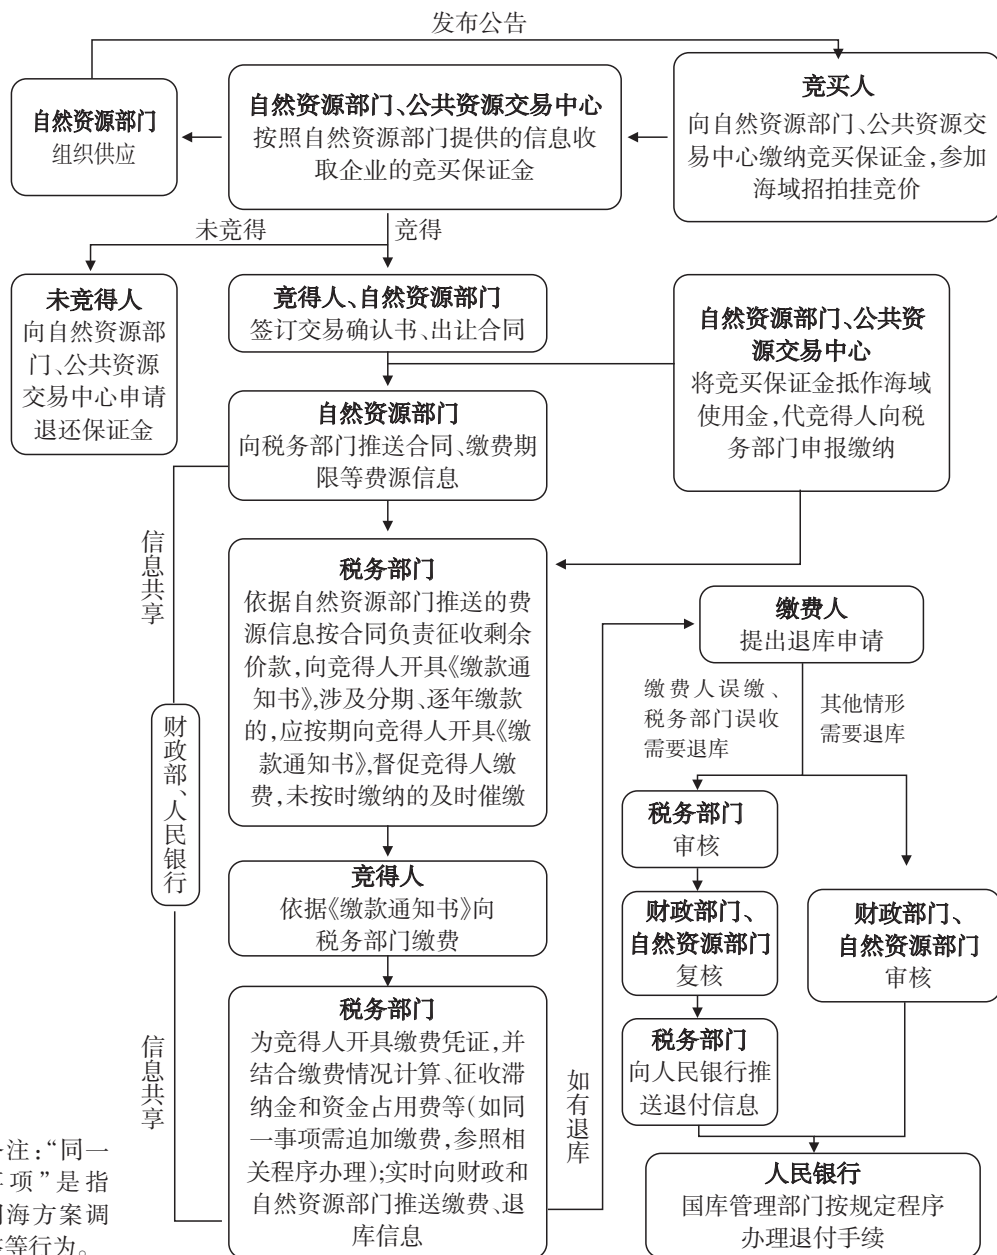 发布公告
自然资源部门
组织供应
自然资源部门、公共资源交易中心
按照自然资源部门提供的信息收
取企业的竞买保证金
竞买人
向自然资源部门、公共资源交
易中心缴纳竞买保证金,参加
海域招拍挂竞价
未竞得
竞得
未竞得人
向自然资源部
门、公共资源
交易中心申请
退还保证金
竞得人、自然资源部门
签订交易确认书、出让合同
自然资源部门、公共资
源交易中心
将竞买保证金抵作海域
使用金,代竞得人向税
务部门申报缴纳
自然资源部门
向税务部门推送合同、缴费期
限等费源信息
信息共享
税务部门
依据自然资源部门推送的费
源信息按合同负责征收剩余
价款,向竞得人开具《缴款通
知书》,涉及分期、逐年缴款
的,应按期向竞得人开具《缴
款通知书》,督促竞得人缴
费,未按时缴纳的及时催缴
财政部、人民银行
竞得人
依据《缴款通知书》向
税务部门缴费
信息共享
税务部门
为竞得人开具缴费凭证,并
结合缴费情况计算、征收滞
纳金和资金占用费等(如同
一事项需追加缴费,参照相
关程序办理);实时向财政和
自然资源部门推送缴费、退
库信息
如有退库
缴费人
提出退库申请
缴费人误缴、
税务部门误收
需要退库
其他情形
需要退库
税务部门
审核
财政部门、
自然资源部门
复核
税务部门
向人民银行推
送退付信息
财政部门、
自然资源部门
审核
人民银行
国库管理部门按规定程序
办理退付手续
注:“同一
项”是指
海方案调
等行为。